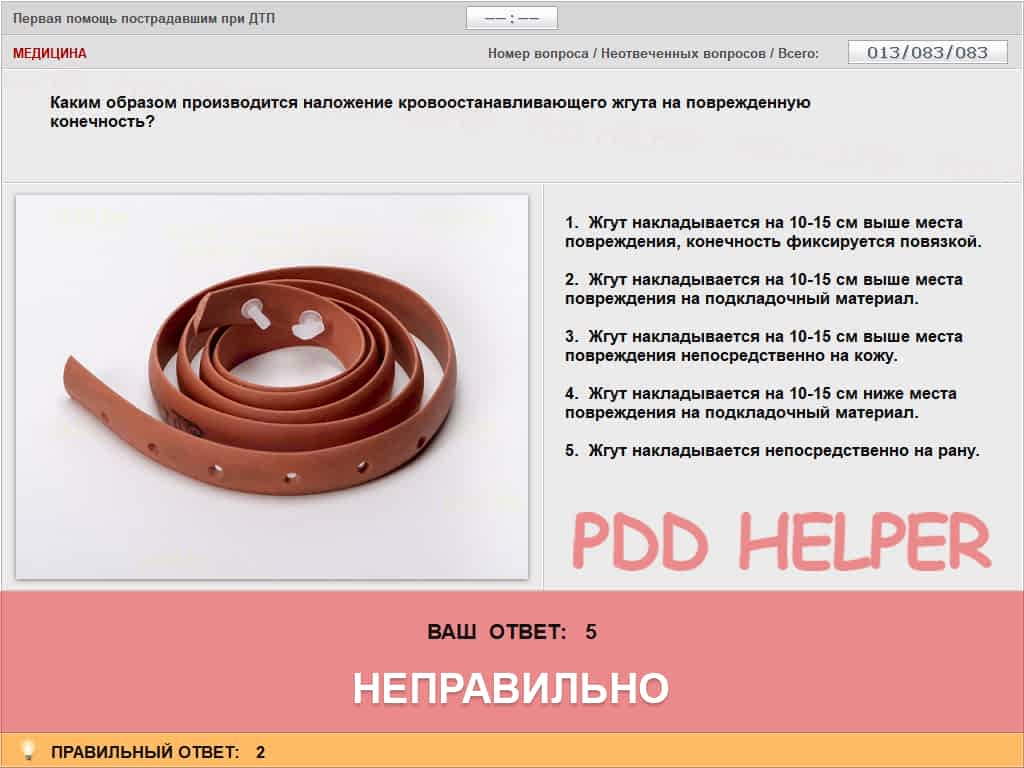 Первая помощь пострадавшим при ДТП
—— : ——
МЕДИЦИНА
Номер вопроса / Неотвеченных вопросов / Всего:
013/083/083
Каким образом производится наложение кровоостанавливающего жгута на поврежденную
конечность?
1. Жгут накладывается на 10-15 см выше места
повреждения, конечность фиксируется повязкой.
2. Жгут накладывается на 10-15 см выше места
повреждения на подкладочный материал.
3. Жгут накладывается на 10-15 см выше места
повреждения непосредственно на кожу.
4. Жгут накладывается на 10-15 см ниже места
повреждения на подкладочный материал.
5. Жгут накладывается непосредственно на рану.
PDD HELPER
ВАШ ОТВЕТ: 5
НЕПРАВИЛЬНО
ПРАВИЛЬНЫЙ ОТВЕТ: 2